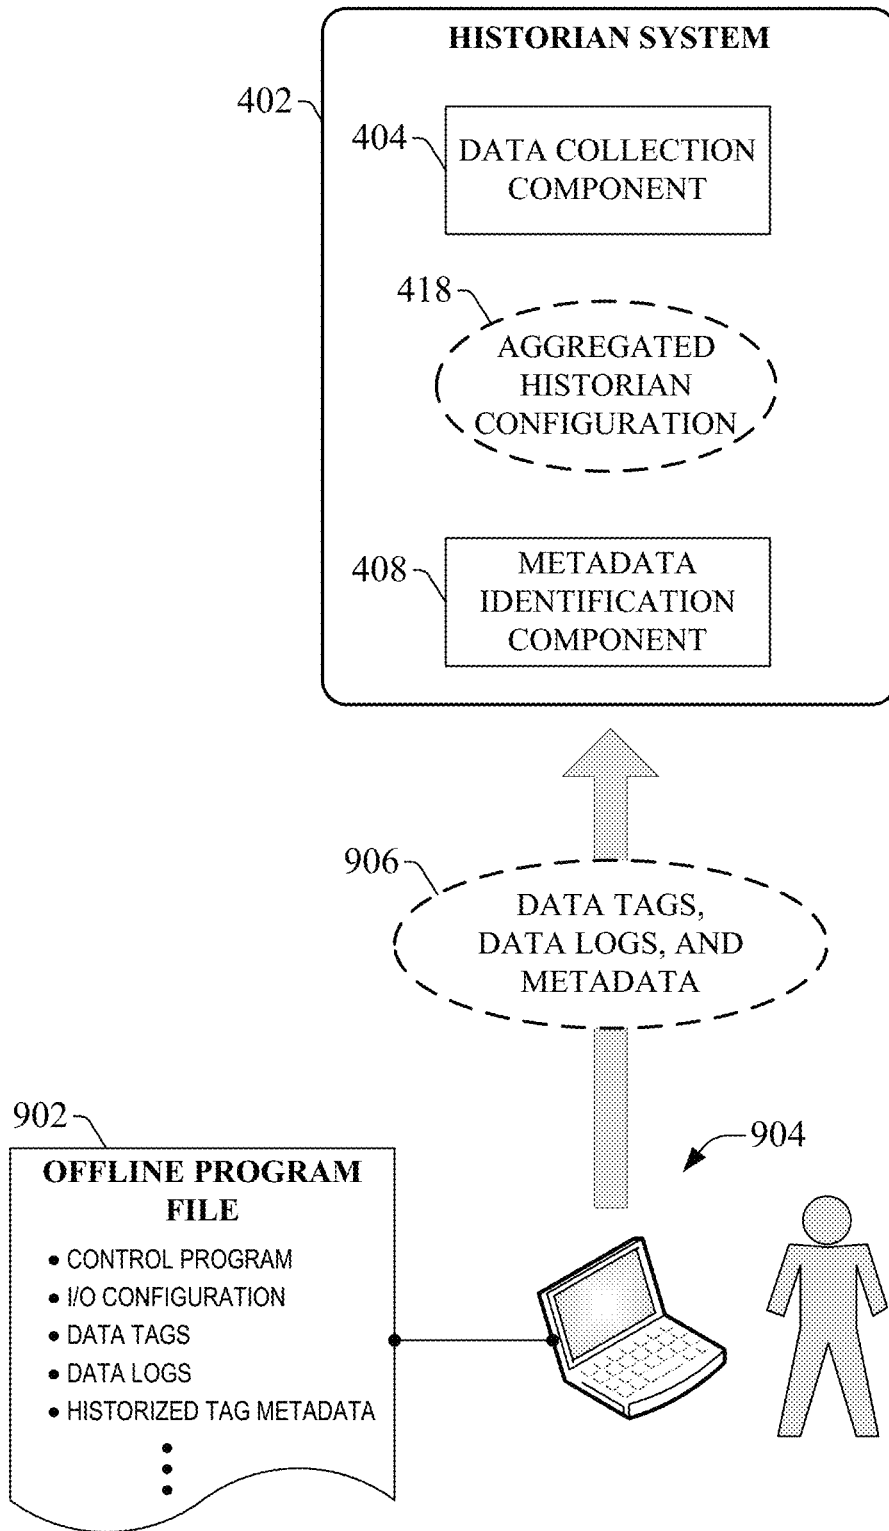 HISTORIAN SYSTEM
402
404
DATA COLLECTION
COMPONENT
418
AGGREGATED
HISTORIAN
CONFIGURATION
408
METADATA
IDENTIFICATION
COMPONENT
906
DATA TAGS,
DATA LOGS, AND
METADATA
902
904
OFFLINE PROGRAM
FILE
• CONTROL PROGRAM
• I/O CONFIGURATION
• DATA TAGS
• DATA LOGS
• HISTORIZED TAG METADATA